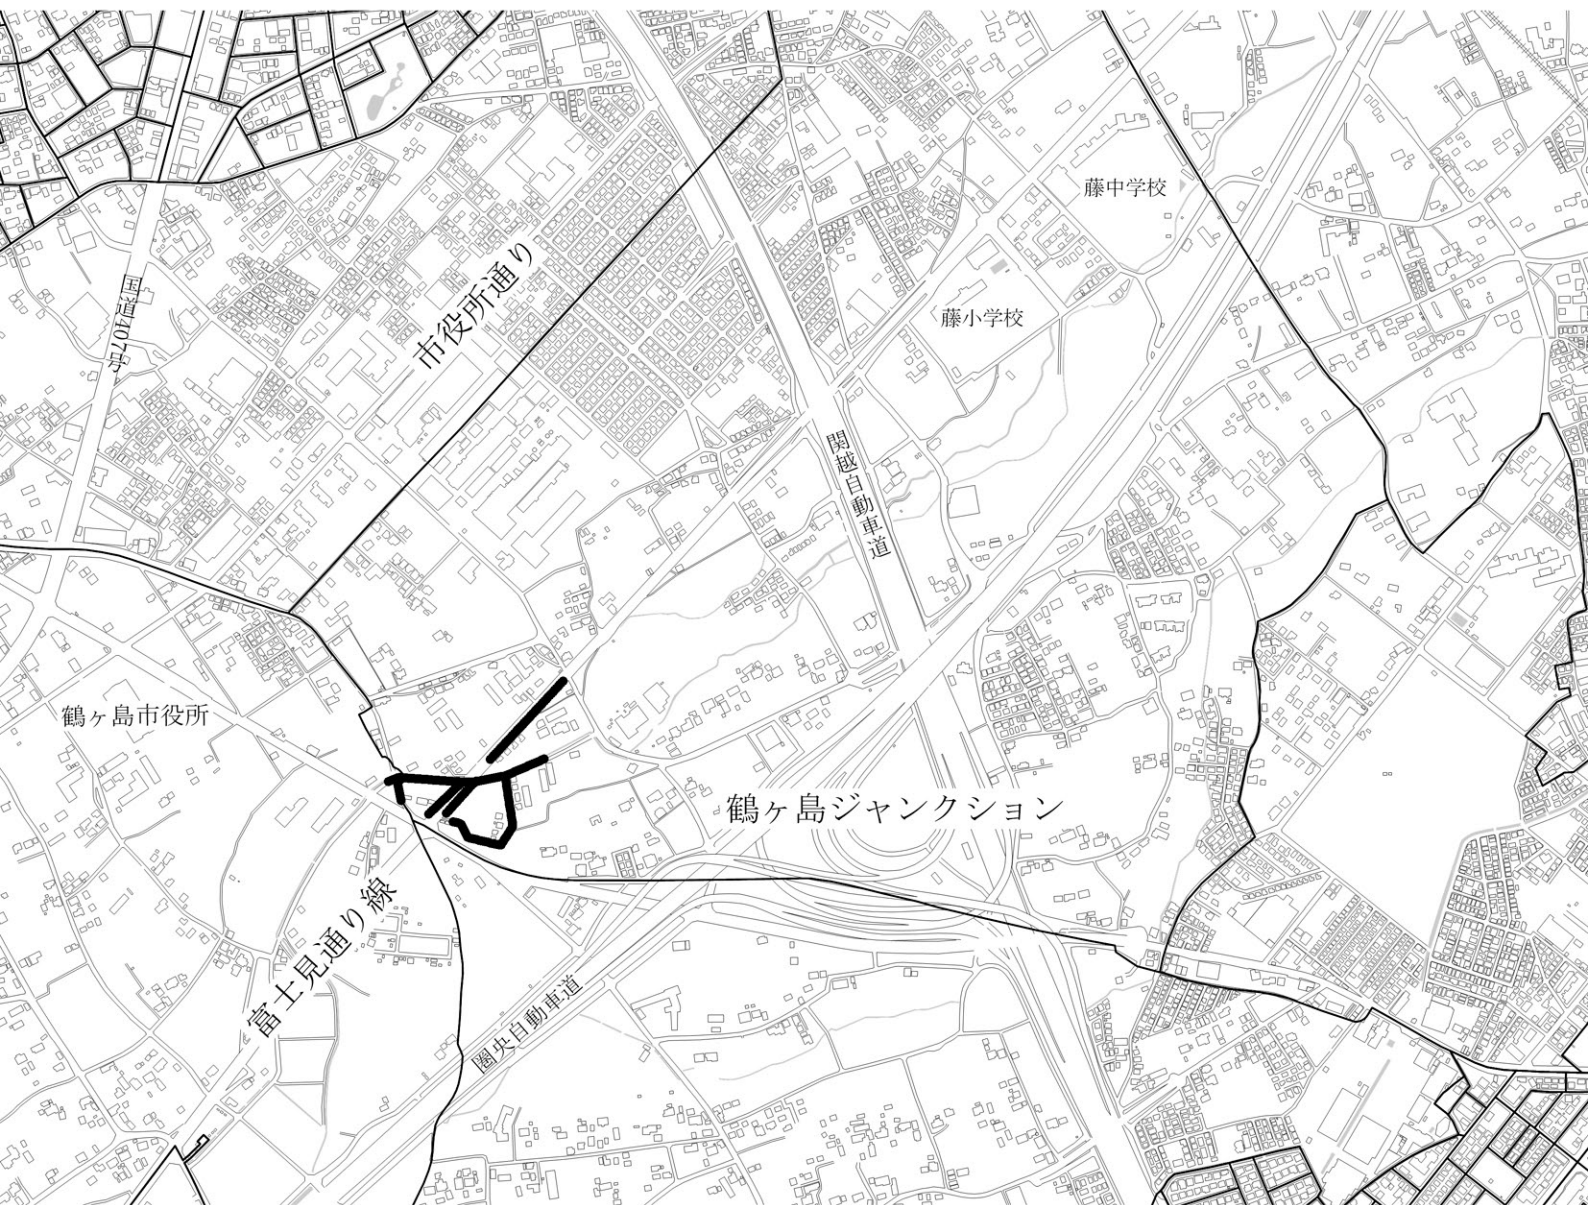 藤中学校
市役所通り
国道407号
藤小学校
関越自動車道
鶴ヶ島市役所
鶴ヶ島ジャンクション
富士見通り線
圏央自動車道